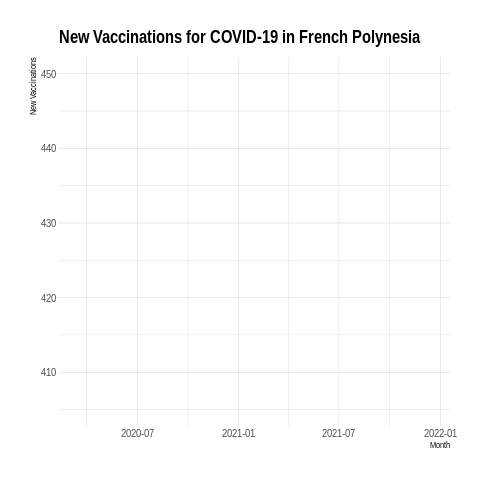 New Vaccinations for COVID-19 in French Polynesia
New Vaccinations
450
440
430
420
410
2020-07 2021-01 2021-07 2022-01
Month